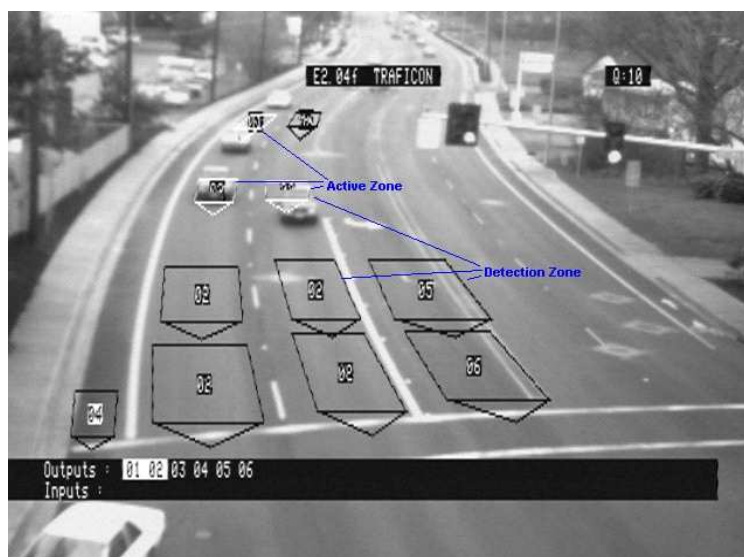 E2.04f TRAFICON
Q:10
Active Zone
Detection Zone
02
02
05
02
02
06
04
Outputs : 01 02 03 04 05 06
Inputs :